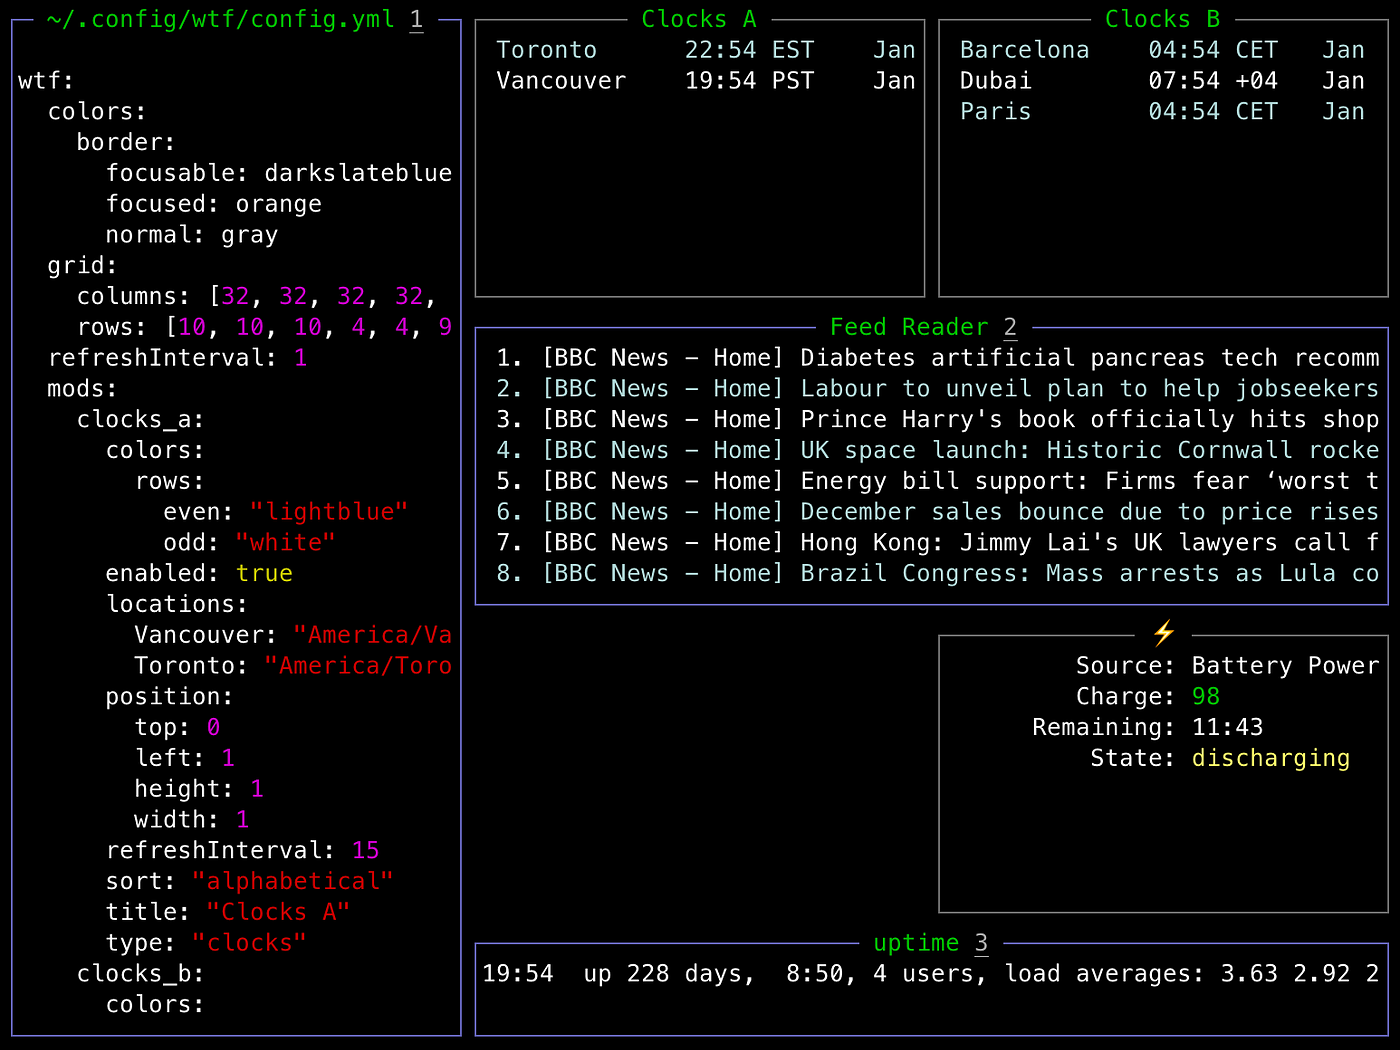 ~/.config/wtf/config.yml 1
wtf:
  colors:
    border:
      focusable: darkslateblue
      focused: orange
      normal: gray
  grid:
    columns: [32, 32, 32, 32,
    rows: [10, 10, 10, 4, 4, 9
  refreshInterval: 1
  mods:
    clocks_a:
      colors:
        rows:
          even: "lightblue"
          odd: "white"
      enabled: true
      locations:
        Vancouver: "America/Va
        Toronto: "America/Toro
      position:
        top: 0
        left: 1
        height: 1
        width: 1
      refreshInterval: 15
      sort: "alphabetical"
      title: "Clocks A"
      type: "clocks"
    clocks_b:
      colors:
Clocks A
Toronto 22:54 EST Jan
Vancouver 19:54 PST Jan
Clocks B
Barcelona 04:54 CET Jan
Dubai 07:54 +04 Jan
Paris 04:54 CET Jan
Feed Reader 2
1. [BBC News – Home] Diabetes artificial pancreas tech recomm
2. [BBC News – Home] Labour to unveil plan to help jobseekers
3. [BBC News – Home] Prince Harry's book officially hits shop
4. [BBC News – Home] UK space launch: Historic Cornwall rocke
5. [BBC News – Home] Energy bill support: Firms fear ‘worst t
6. [BBC News – Home] December sales bounce due to price rises
7. [BBC News – Home] Hong Kong: Jimmy Lai's UK lawyers call f
8. [BBC News – Home] Brazil Congress: Mass arrests as Lula co
⚡
Source: Battery Power
Charge: 98
Remaining: 11:43
State: discharging
uptime 3
19:54  up 228 days,  8:50, 4 users, load averages: 3.63 2.92 2